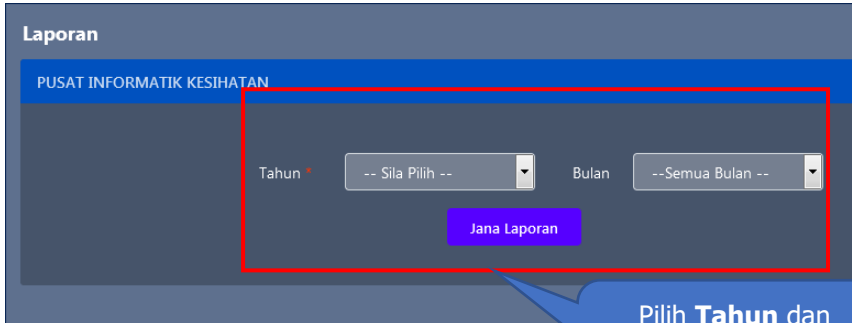 Laporan
PUSAT INFORMATIK KESIHATAN
Tahun * -- Sila Pilih -- Bulan --Semua Bulan --
Jana Laporan
Pilih Tahun dan